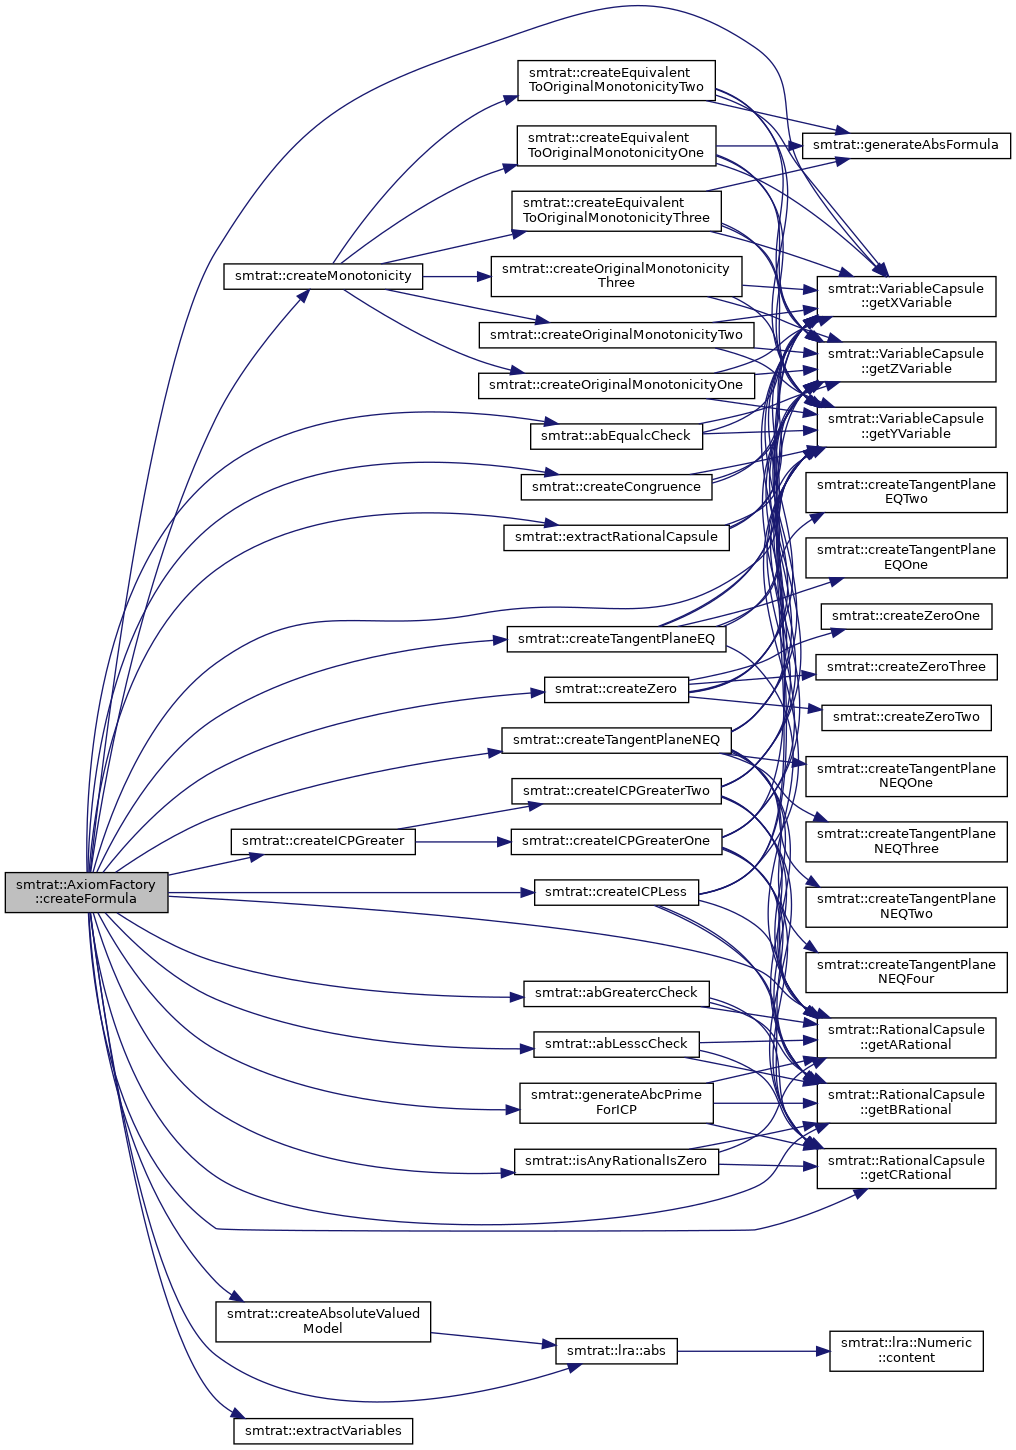 smtrat::createEquivalent
ToOriginalMonotonicityTwo
smtrat::createEquivalent
ToOriginalMonotonicityOne
smtrat::generateAbsFormula
smtrat::createEquivalent
ToOriginalMonotonicityThree
smtrat::createMonotonicity
smtrat::createOriginalMonotonicity
Three
smtrat::VariableCapsule
::getXVariable
smtrat::createOriginalMonotonicityTwo
smtrat::VariableCapsule
::getZVariable
smtrat::createOriginalMonotonicityOne
smtrat::abEqualcCheck
smtrat::VariableCapsule
::getYVariable
smtrat::createCongruence
smtrat::createTangentPlane
EQTwo
smtrat::extractRationalCapsule
smtrat::createTangentPlane
EQOne
smtrat::createZeroOne
smtrat::createTangentPlaneEQ
smtrat::createZeroThree
smtrat::createZero
smtrat::createZeroTwo
smtrat::createTangentPlaneNEQ
smtrat::createTangentPlane
NEQOne
smtrat::createICPGreaterTwo
smtrat::createICPGreater
smtrat::createICPGreaterOne
smtrat::createTangentPlane
NEQThree
smtrat::AxiomFactory
::createFormula
smtrat::createICPLess
smtrat::createTangentPlane
NEQTwo
smtrat::createTangentPlane
NEQFour
smtrat::abGreatercCheck
smtrat::RationalCapsule
::getARational
smtrat::abLesscCheck
smtrat::generateAbcPrime
ForICP
smtrat::RationalCapsule
::getBRational
smtrat::isAnyRationalIsZero
smtrat::RationalCapsule
::getCRational
smtrat::createAbsoluteValued
Model
smtrat::lra::abs
smtrat::lra::Numeric
::content
smtrat::extractVariables